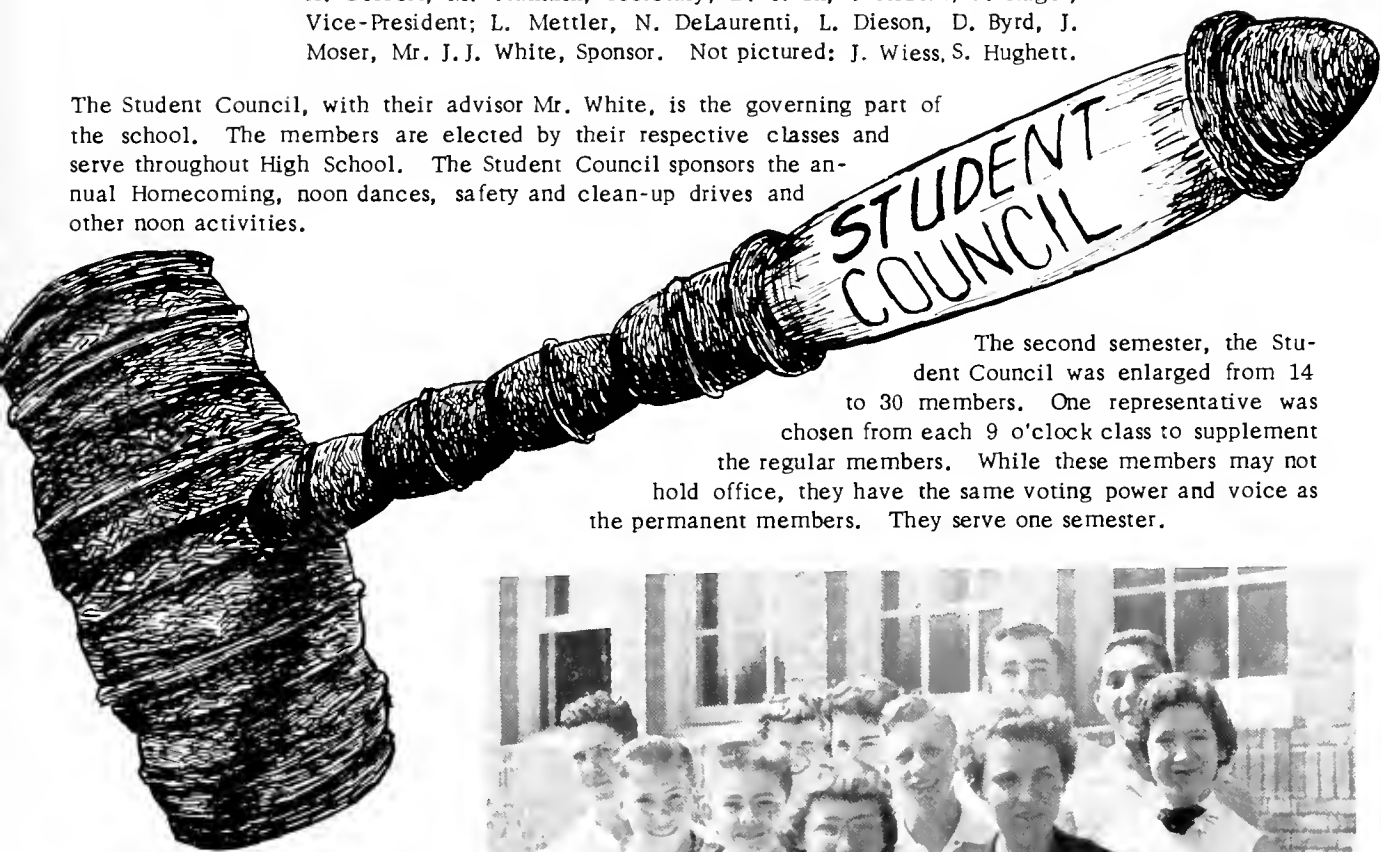 Vice-President; L. Mettler, N. DeLaurenti, L. Dieson, D. Byrd, J.
Moser, Mr. J.J. White, Sponsor. Not pictured: J. Wiess, S. Hughett.
The Student Council, with their advisor Mr. White, is the governing part of
the school. The members are elected by their respective classes and
serve throughout High School. The Student Council sponsors the an-
nual Homecoming, noon dances, safety and clean-up drives and
other noon activities.
STUDENT
COUNCIL
The second semester, the Stu-
dent Council was enlarged from 14
to 30 members. One representative was
chosen from each 9 o'clock class to supplement
the regular members. While these members may not
hold office, they have the same voting power and voice as
the permanent members. They serve one semester.